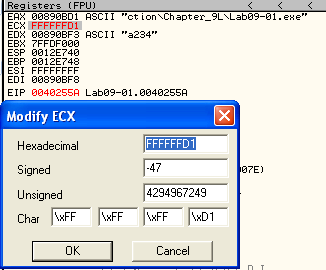 Registers (FPU)
EAX 00890BD1 ASCII "ction\Chapter_9L\Lab09-01.exe"
ECX FFFFFFD1
EDX 00890BF3 ASCII "a234"
EBX 7FFDF000
ESP 0012E740
EBP 0012E748
ESI FFFFFFFF
EDI 00890BF8
EIP 0040255A Lab09-01.0040255A
Modify ECX
Hexadecimal FFFFFFD1
Signed -47
07E)
Unsigned 4294967249
Char \xFF \xFF \xFF \xD1
OK Cancel